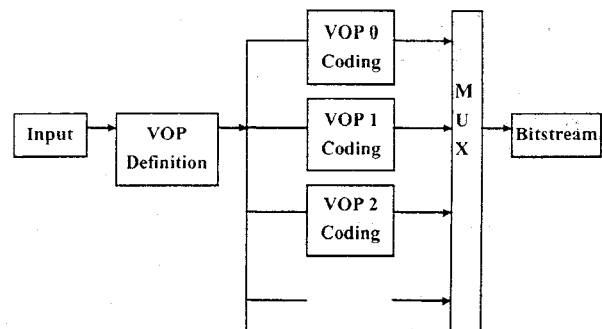 Input
VOP
Definition
VOP 0
Coding
VOP 1
Coding
VOP 2
Coding
M
U
X
Bitstream